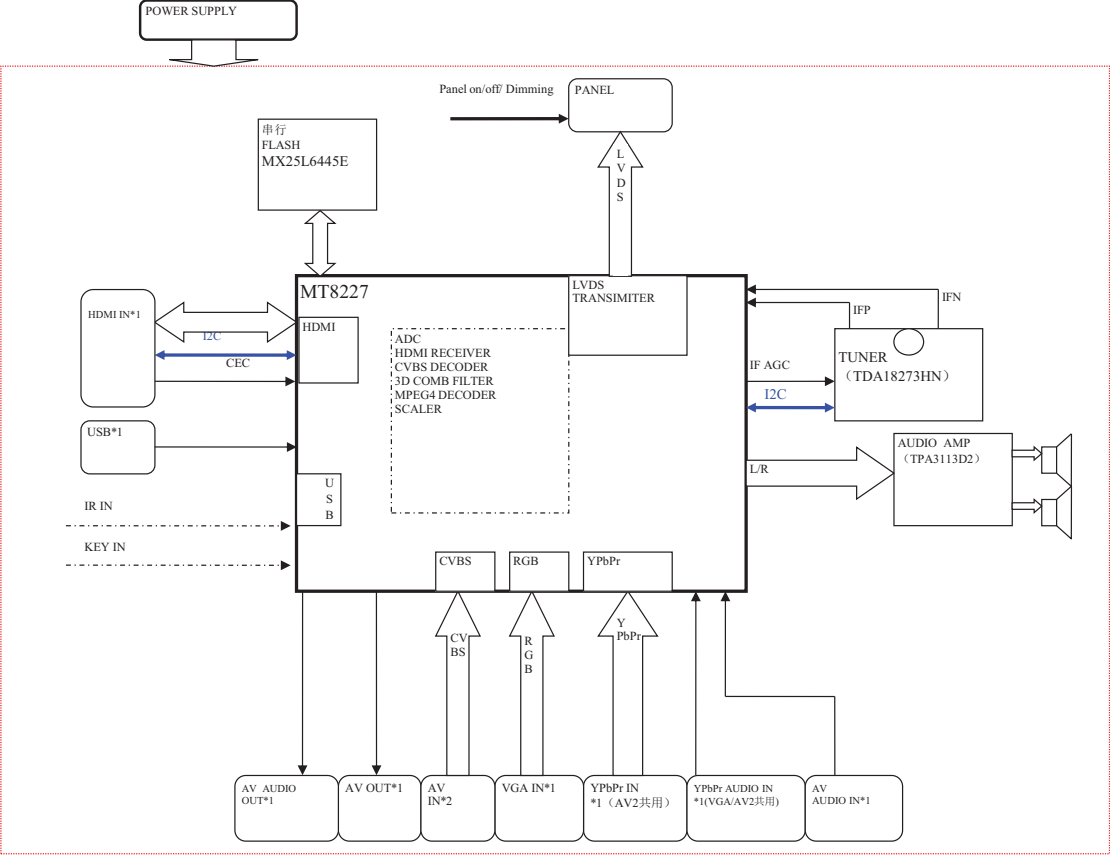 POWER SUPPLY
Panel on/off/ Dimming
PANEL
串行
FLASH
MX25L6445E
L
V
D
S
MT8227
LVDS
TRANSIMITER
HDMI IN*1
I2C
CEC
HDMI
ADC
HDMI RECEIVER
CVBS DECODER
3D COMB FILTER
MPEG4 DECODER
SCALER
IFN
IFP
TUNER
（TDA18273HN）
IF AGC
I2C
USB*1
U
S
B
IR IN
KEY IN
L/R
AUDIO AMP
（TPA3113D2）
CVBS
RGB
YPbPr
CV
BS
R
G
B
Y
PbPr
AV AUDIO
OUT*1
AV OUT*1
AV
IN*2
VGA IN*1
YPbPr IN
*1（AV2共用）
YPbPr AUDIO IN
*1(VGA/AV2共用)
AV
AUDIO IN*1